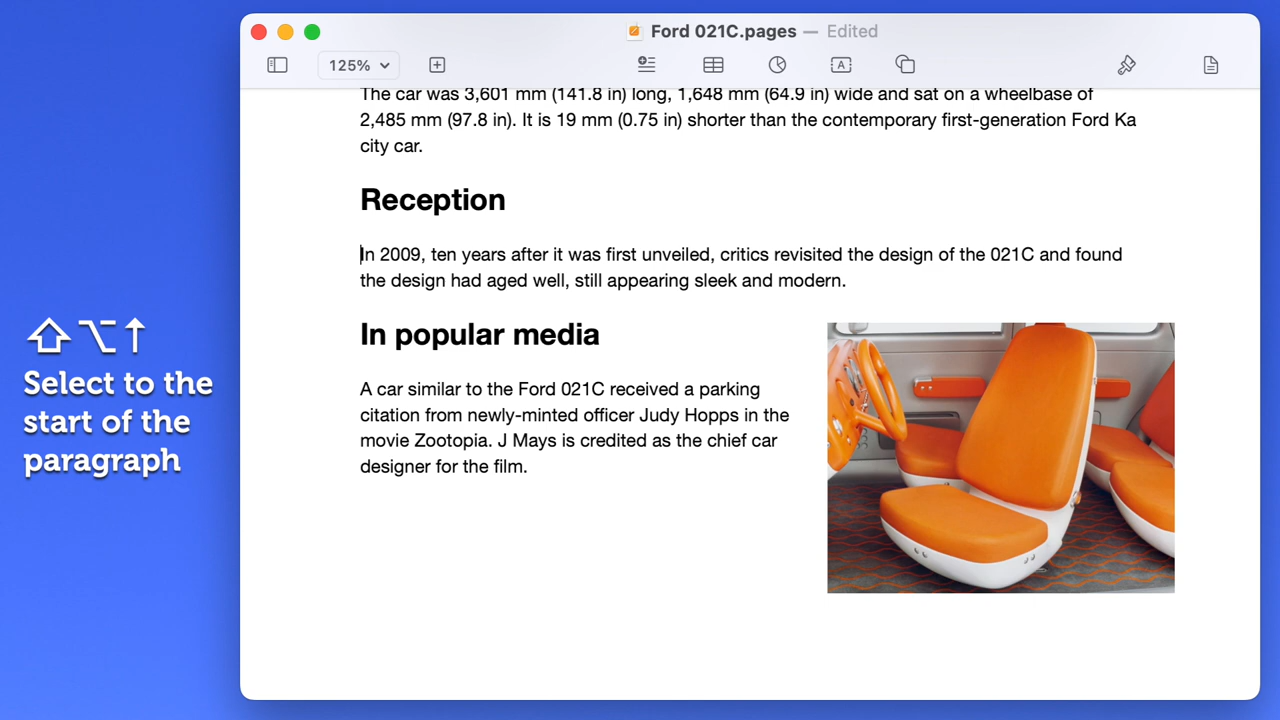 Ford 021C.pages — Edited
125%
A
The car was 3,601 mm (141.8 in) long, 1,648 mm (64.9 in) wide and sat on a wheelbase of
2,485 mm (97.8 in). It is 19 mm (0.75 in) shorter than the contemporary first-generation Ford Ka
city car.
Reception
In 2009, ten years after it was first unveiled, critics revisited the design of the 021C and found
the design had aged well, still appearing sleek and modern.
In popular media
A car similar to the Ford 021C received a parking
citation from newly-minted officer Judy Hopps in the
movie Zootopia. J Mays is credited as the chief car
designer for the film.
⇧⌥↑
Select to the
start of the
paragraph